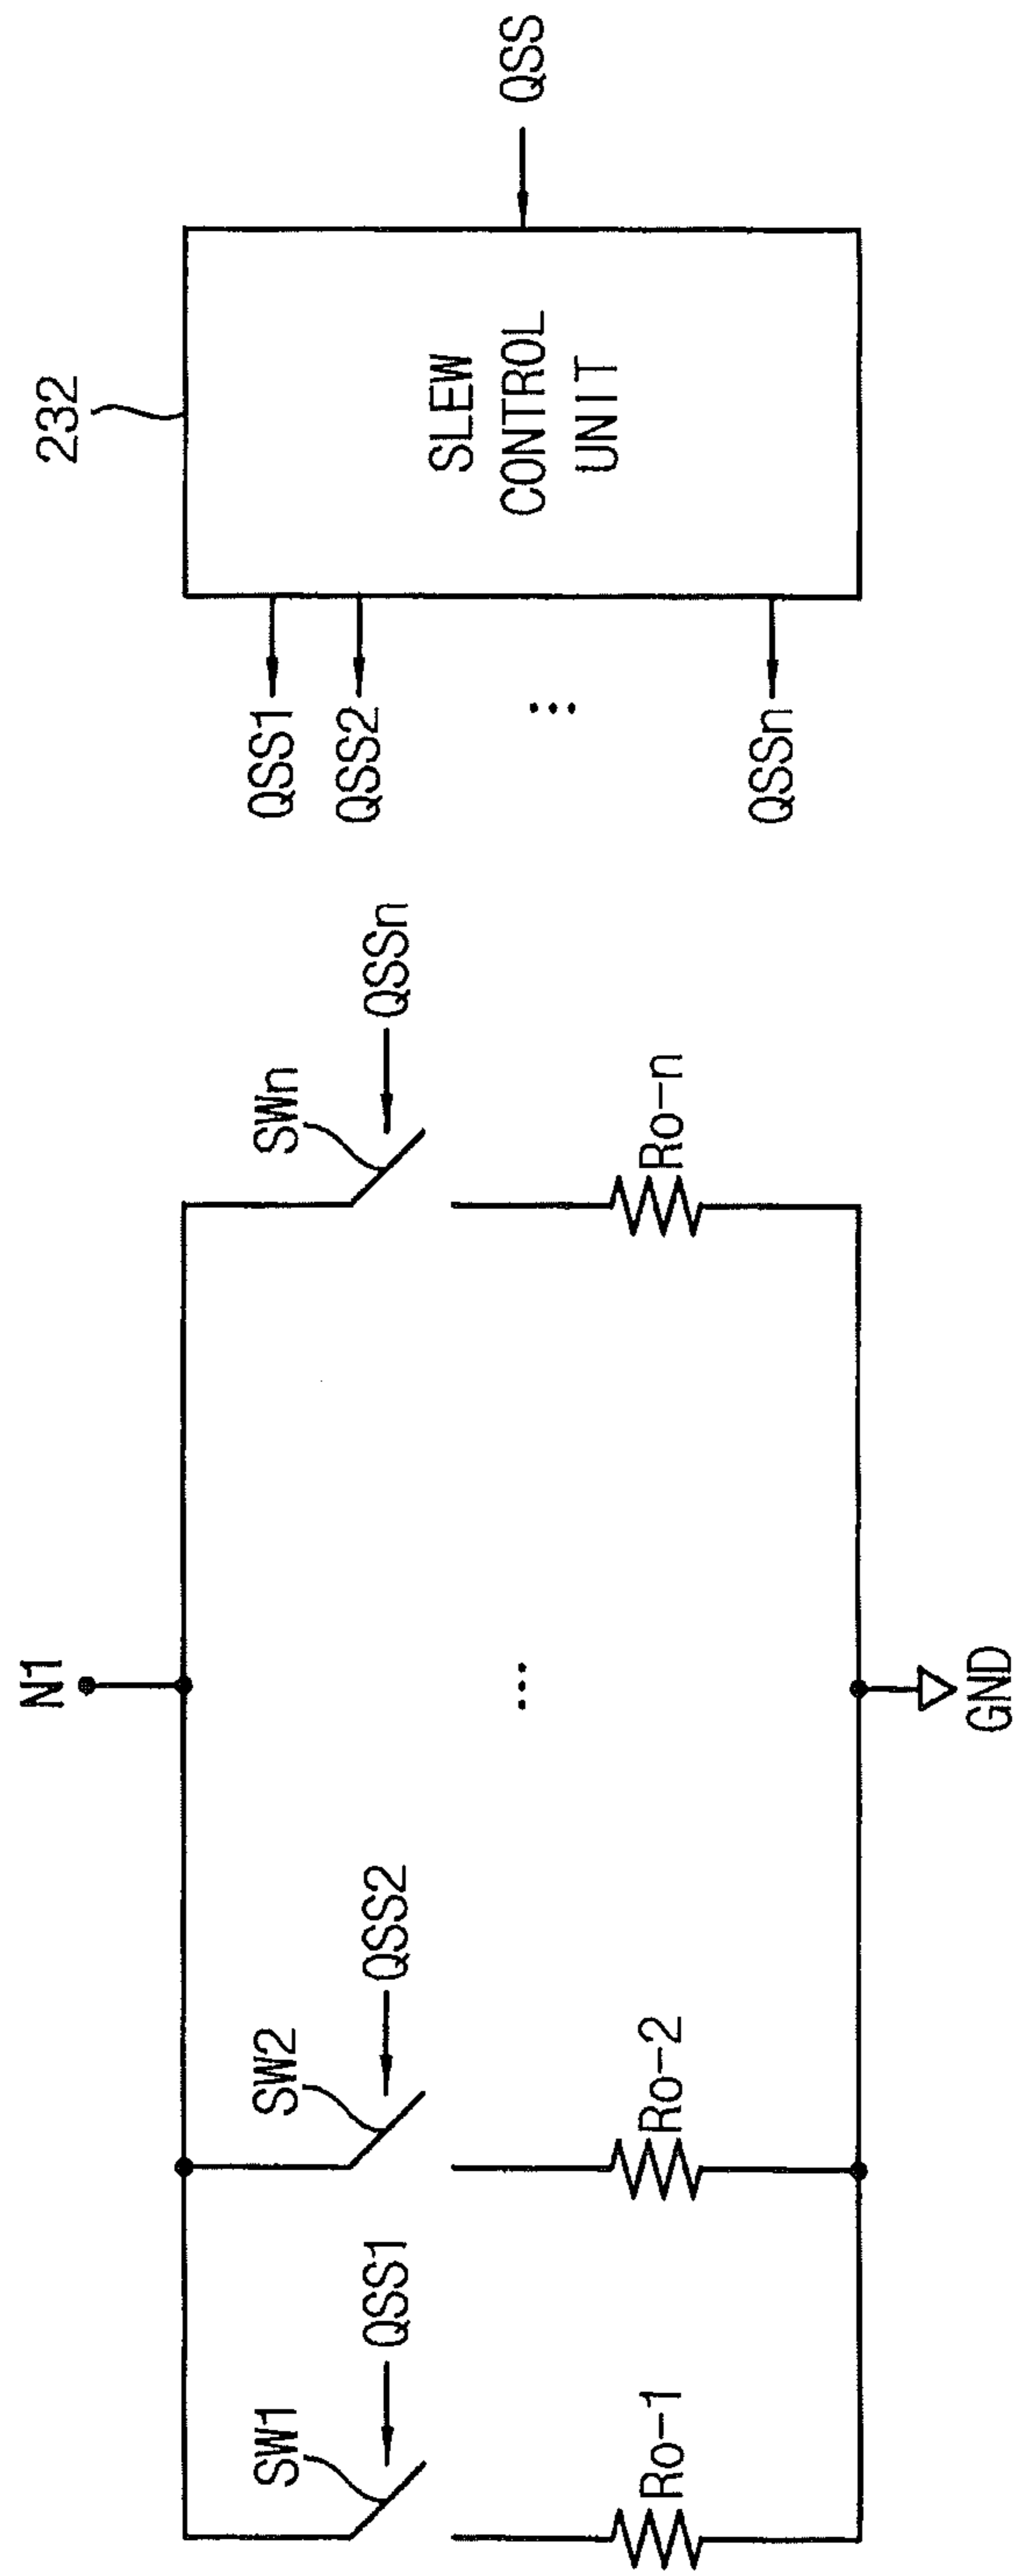 N1
SW1
QSS1
SW2
QSS2
SWn
QSSn
...
Ro-1
Ro-2
Ro-n
GND
232
QSS1
QSS2
...
QSSn
SLEW
CONTROL
UNIT
QSS